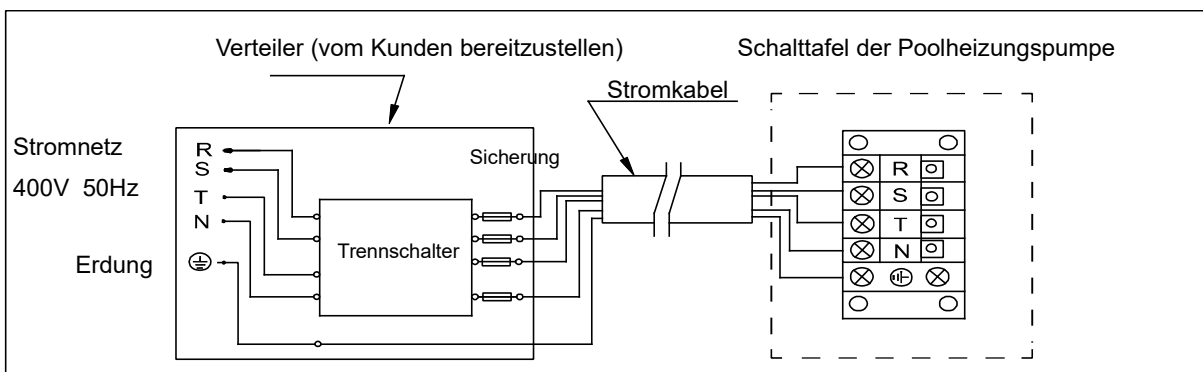 Verteiler (vom Kunden bereitzustellen)
Schalttafel der Poolheizungspumpe
Stromkabel
Stromnetz
400V 50Hz
Erdung
R
S
T
N
Sicherung
Trennschalter
R
S
T
N